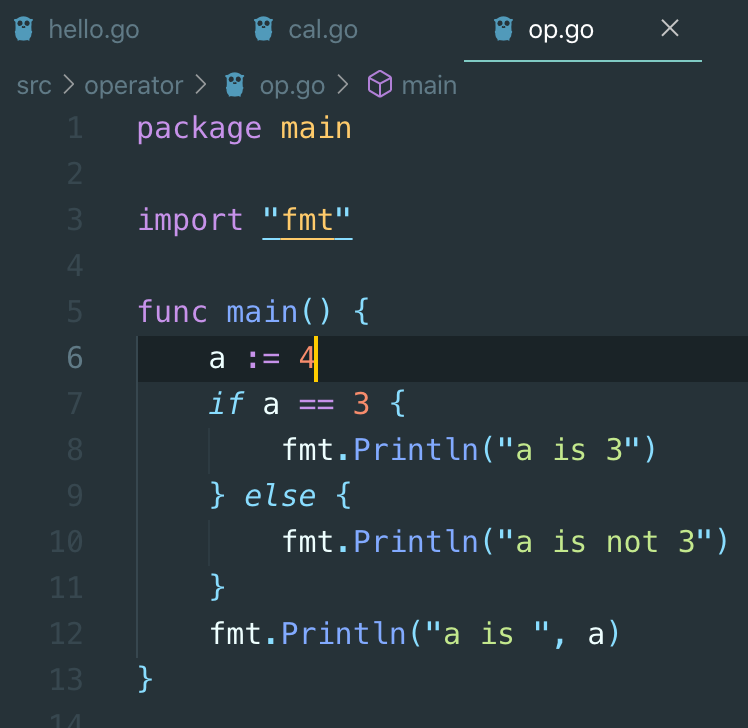 hello.go cal.go op.go
src > operator > op.go > main
1 package main
2
3 import "fmt"
4
5 func main() {
6 a := 4
7 if a == 3 {
8 fmt.Println("a is 3")
9 } else {
10 fmt.Println("a is not 3")
11 }
12 fmt.Println("a is ", a)
13 }
14